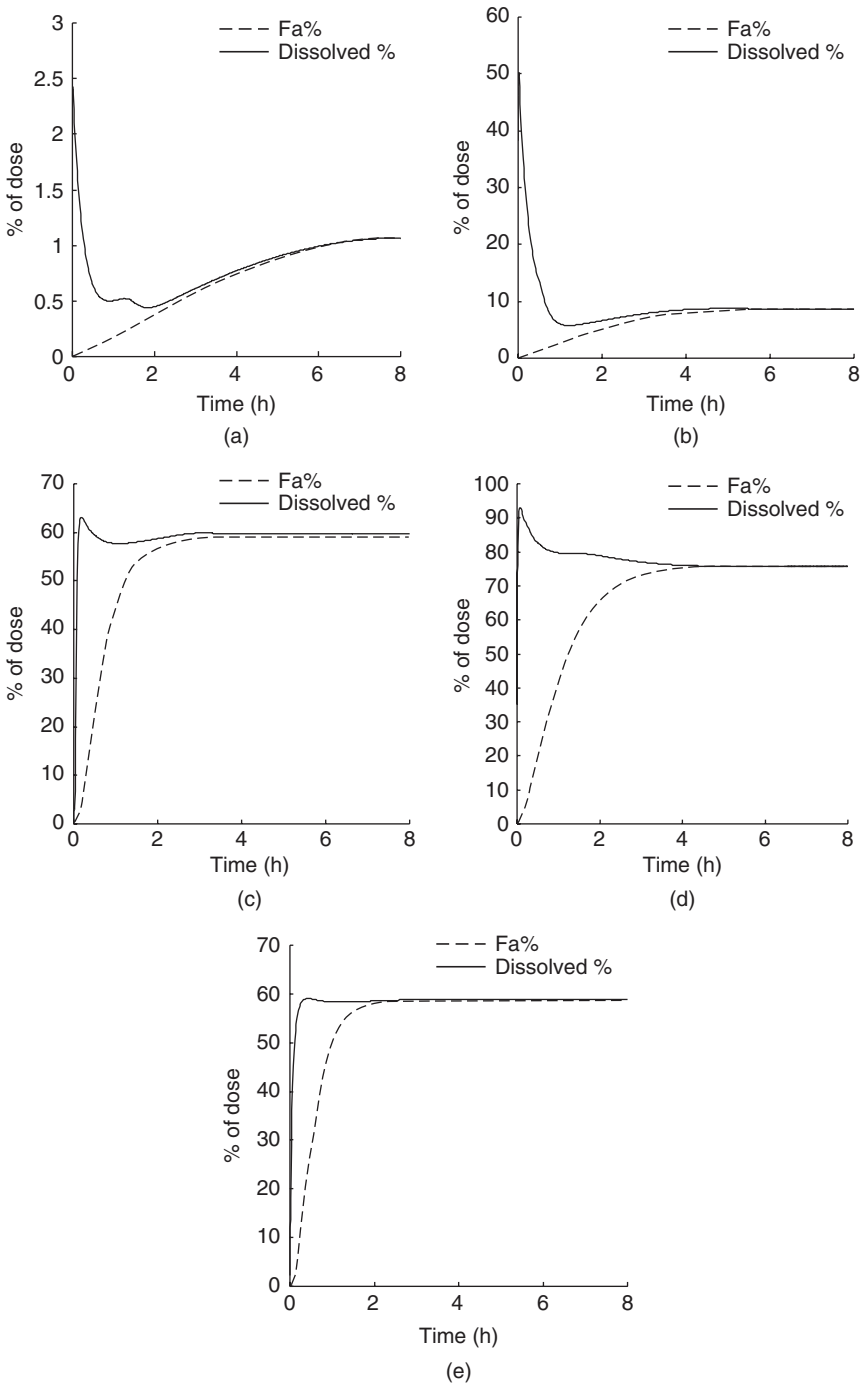 3
2.5
2
1.5
1
0.5
0
% of dose
Fa%
Dissolved %
0 2 4 6 8
Time (h)
(a)
60
50
40
30
20
10
0
% of dose
Fa%
Dissolved %
0 2 4 6 8
Time (h)
(b)
70
60
50
40
30
20
10
0
% of dose
Fa%
Dissolved %
0 2 4 6 8
Time (h)
(c)
100
90
80
70
60
50
40
30
20
10
0
% of dose
Fa%
Dissolved %
0 2 4 6 8
Time (h)
(d)
70
60
50
40
30
20
10
0
% of dose
Fa%
Dissolved %
0 2 4 6 8
Time (h)
(e)